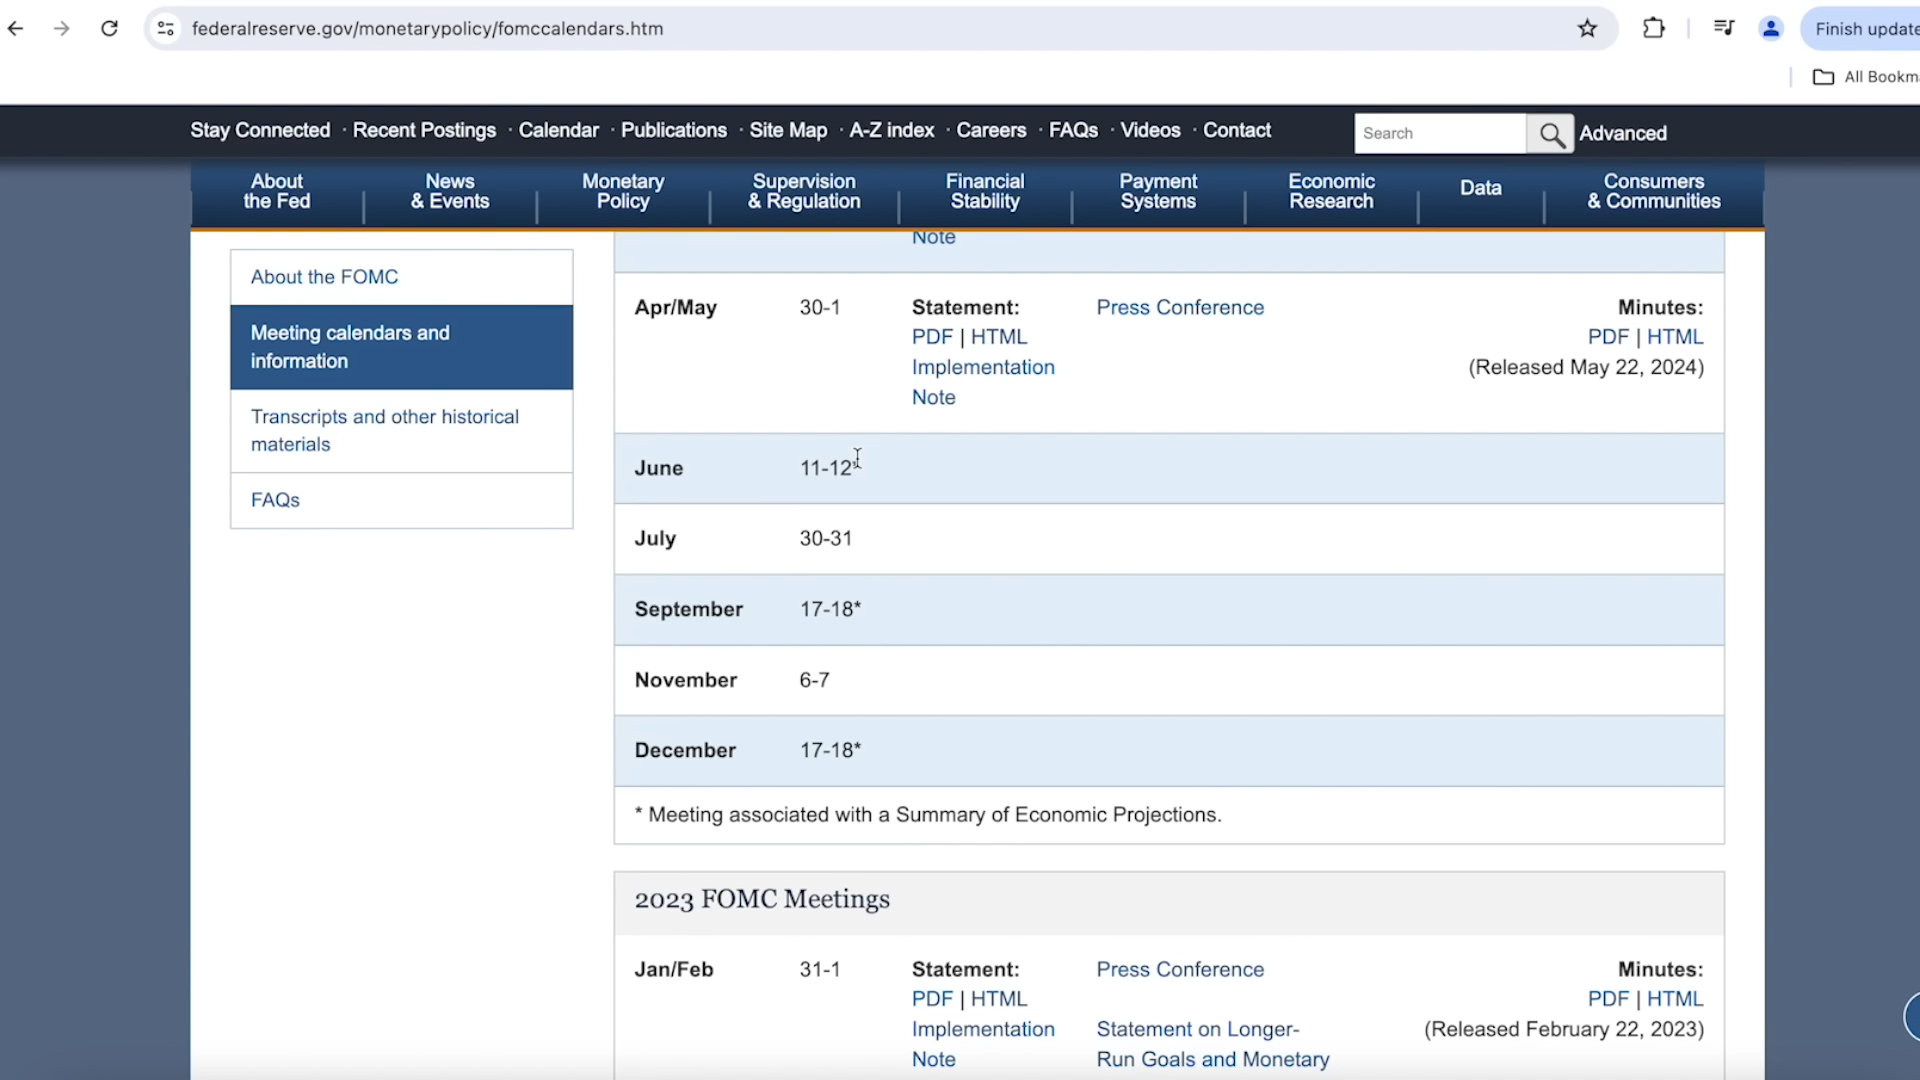 federalreserve.gov/monetarypolicy/fomccalendars.htm
Finish update
All Bookma
Stay Connected · Recent Postings · Calendar · Publications · Site Map · A-Z index · Careers · FAQs · Videos · Contact
Search
Advanced
About
the Fed
News
& Events
Monetary
Policy
Supervision
& Regulation
Financial
Stability
Payment
Systems
Economic
Research
Data
Consumers
& Communities
About the FOMC
Meeting calendars and
information
Transcripts and other historical
materials
FAQs
Note
Apr/May 30-1 Statement: Press Conference Minutes:
PDF | HTML PDF | HTML
Implementation (Released May 22, 2024)
Note
June 11-12*
July 30-31
September 17-18*
November 6-7
December 17-18*
* Meeting associated with a Summary of Economic Projections.
2023 FOMC Meetings
Jan/Feb 31-1 Statement: Press Conference Minutes:
PDF | HTML PDF | HTML
Implementation Statement on Longer- (Released February 22, 2023)
Note Run Goals and Monetary